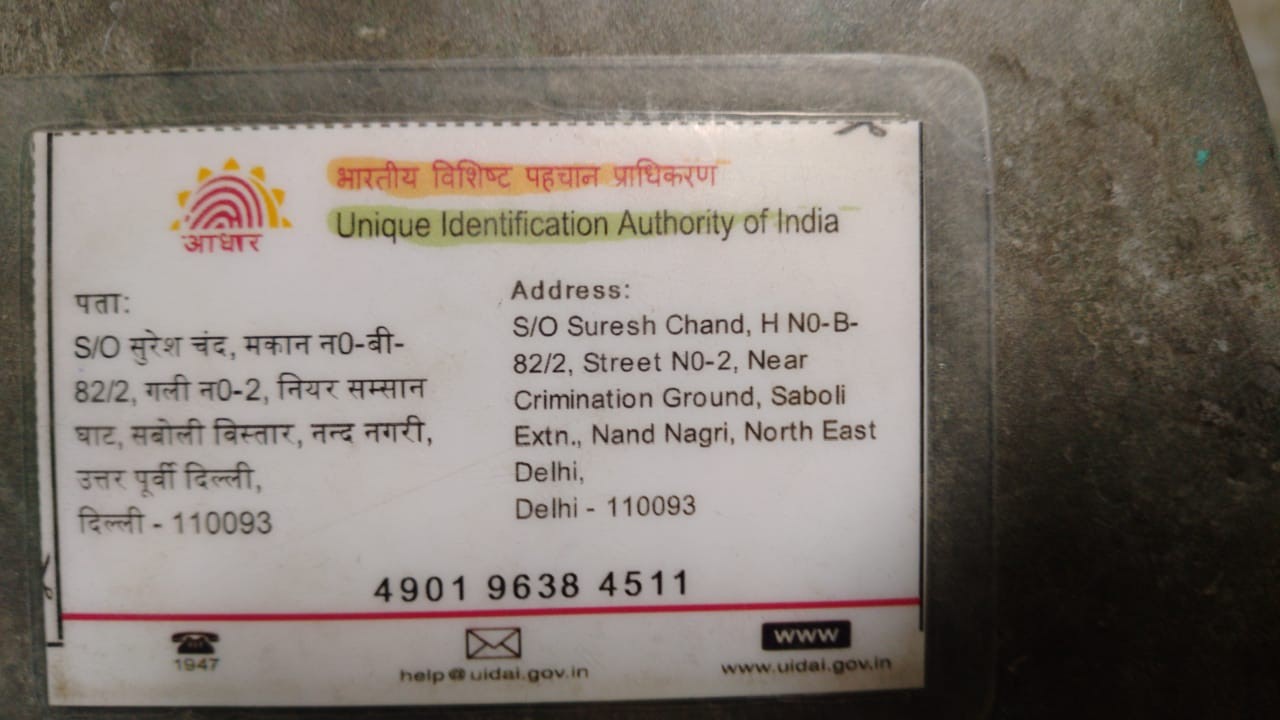 भारतीय विशिष्ट पहचान प्राधिकरण
Unique Identification Authority of India
आधार
पता:
S/O सुरेश चंद, मकान न0-बी-
82/2, गली न0-2, नियर सम्सान
घाट, सबोली विस्तार, नन्द नगरी,
उत्तर पूर्वी दिल्ली,
दिल्ली - 110093
Address:
S/O Suresh Chand, H N0-B-
82/2, Street N0-2, Near
Crimination Ground, Saboli
Extn., Nand Nagri, North East
Delhi,
Delhi - 110093
4901 9638 4511
1947
help@uidai.gov.in
www
www.uidai.gov.in